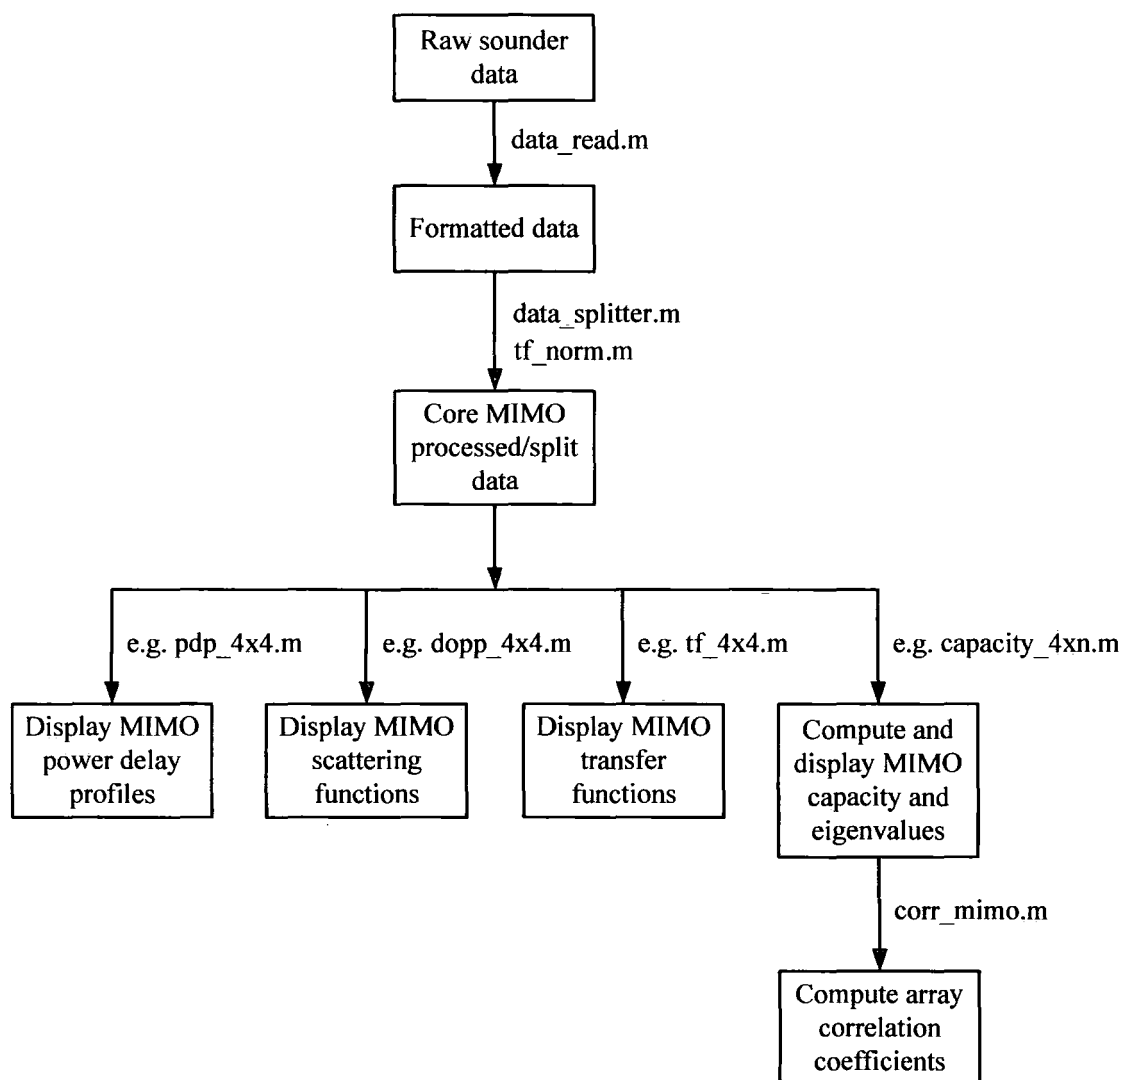 Raw sounder
data
data_read.m
Formatted data
data_splitter.m
tf_norm.m
Core MIMO
processed/split
data
e.g. pdp_4x4.m
e.g. dopp_4x4.m
e.g. tf_4x4.m
e.g. capacity_4xn.m
Display MIMO
power delay
profiles
Display MIMO
scattering
functions
Display MIMO
transfer
functions
Compute and
display MIMO
capacity and
eigenvalues
corr_mimo.m
Compute array
correlation
coefficients